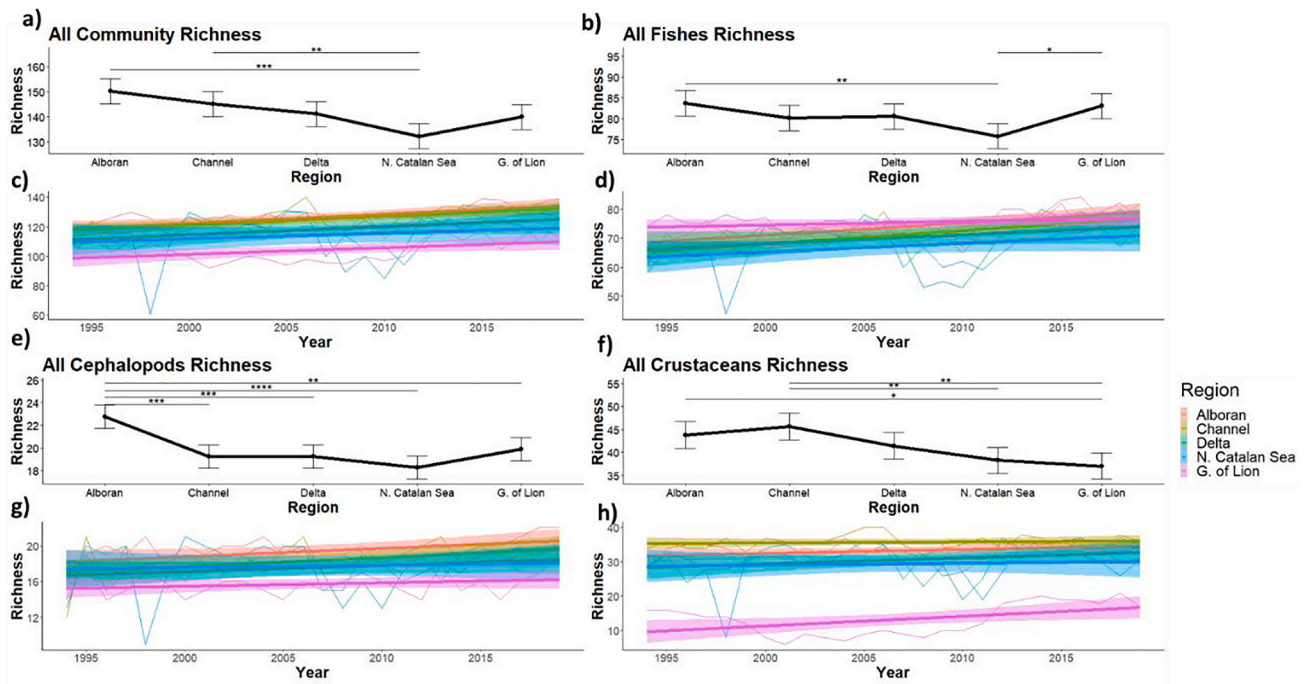 a)
All Community Richness
**
***
Richness
160
150
140
130
Alboran Channel Delta N. Catalan Sea G. of Lion
Region
b)
All Fishes Richness
*
**
Richness
95
90
85
80
75
Alboran Channel Delta N. Catalan Sea G. of Lion
Region
c)
Richness
140
120
100
80
60
1995 2000 2005 2010 2015
Year
d)
Richness
80
70
60
50
1995 2000 2005 2010 2015
Year
e)
All Cephalopods Richness
**
****
***
***
Richness
26
24
22
20
18
Alboran Channel Delta N. Catalan Sea G. of Lion
Region
f)
All Crustaceans Richness
**
**
*
Richness
55
50
45
40
35
Alboran Channel Delta N. Catalan Sea G. of Lion
Region
g)
Richness
20
16
12
1995 2000 2005 2010 2015
Year
h)
Richness
40
30
20
10
1995 2000 2005 2010 2015
Year
Region
Alboran
Channel
Delta
N. Catalan Sea
G. of Lion